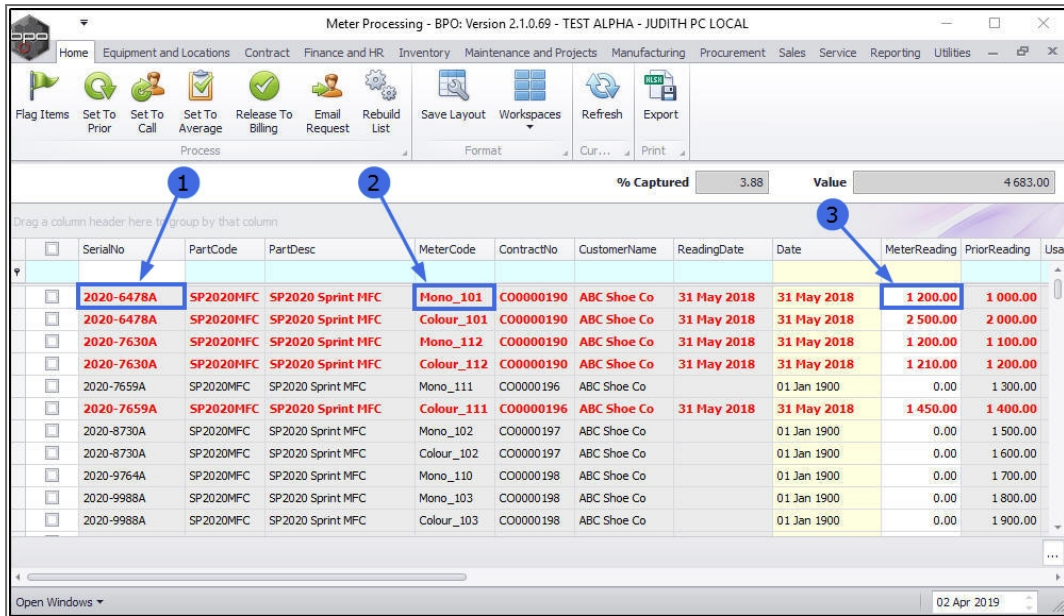 Meter Processing - BPO: Version 2.1.0.69 - TEST ALPHA - JUDITH PC LOCAL
bpo
Home Equipment and Locations Contract Finance and HR Inventory Maintenance and Projects Manufacturing Procurement Sales Service Reporting Utilities
Flag Items Set To Prior Set To Call Set To Average Release To Billing Email Request Rebuild List Save Layout Workspaces Refresh Export
Process Format Cur... Print
1 2 % Captured 3.88 Value 4 683.00
3
Drag a column header here to group by that column
SerialNo PartCode PartDesc MeterCode ContractNo CustomerName ReadingDate Date MeterReading PriorReading Usa
2020-6478A SP2020MFC SP2020 Sprint MFC Mono_101 CO0000190 ABC Shoe Co 31 May 2018 31 May 2018 1 200.00 1 000.00
2020-6478A SP2020MFC SP2020 Sprint MFC Colour_101 CO0000190 ABC Shoe Co 31 May 2018 31 May 2018 2 500.00 2 000.00
2020-7630A SP2020MFC SP2020 Sprint MFC Mono_112 CO0000190 ABC Shoe Co 31 May 2018 31 May 2018 1 200.00 1 100.00
2020-7630A SP2020MFC SP2020 Sprint MFC Colour_112 CO0000190 ABC Shoe Co 31 May 2018 31 May 2018 1 210.00 1 200.00
2020-7659A SP2020MFC SP2020 Sprint MFC Mono_111 CO0000196 ABC Shoe Co 01 Jan 1900 0.00 1 300.00
2020-7659A SP2020MFC SP2020 Sprint MFC Colour_111 CO0000196 ABC Shoe Co 31 May 2018 31 May 2018 1 450.00 1 400.00
2020-8730A SP2020MFC SP2020 Sprint MFC Mono_102 CO0000197 ABC Shoe Co 01 Jan 1900 0.00 1 500.00
2020-8730A SP2020MFC SP2020 Sprint MFC Colour_102 CO0000197 ABC Shoe Co 01 Jan 1900 0.00 1 600.00
2020-9764A SP2020MFC SP2020 Sprint MFC Mono_110 CO0000198 ABC Shoe Co 01 Jan 1900 0.00 1 700.00
2020-9988A SP2020MFC SP2020 Sprint MFC Mono_103 CO0000198 ABC Shoe Co 01 Jan 1900 0.00 1 800.00
2020-9988A SP2020MFC SP2020 Sprint MFC Colour_103 CO0000198 ABC Shoe Co 01 Jan 1900 0.00 1 900.00
...
Open Windows 02 Apr 2019